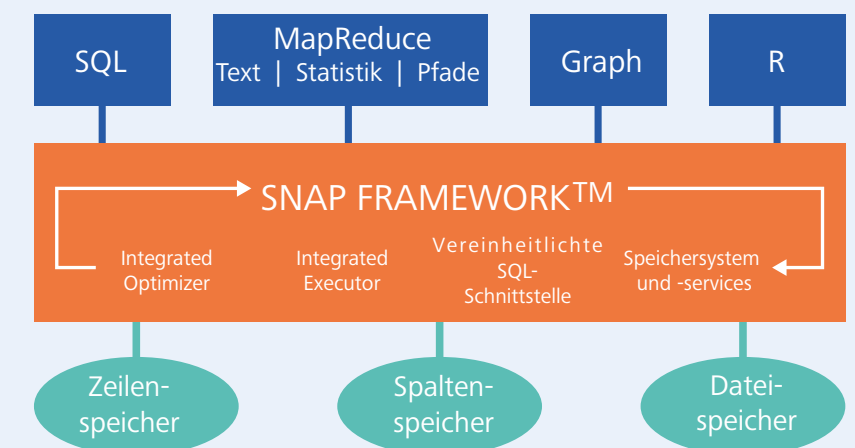 SQL
MapReduce
Text | Statistik | Pfade
Graph
R
SNAP FRAMEWORK™
Integrated
Optimizer
Integrated
Executor
Vereinheitlichte
SQL-
Schnittstelle
Speichersystem
und -services
Zeilen-
speicher
Spalten-
speicher
Datei-
speicher